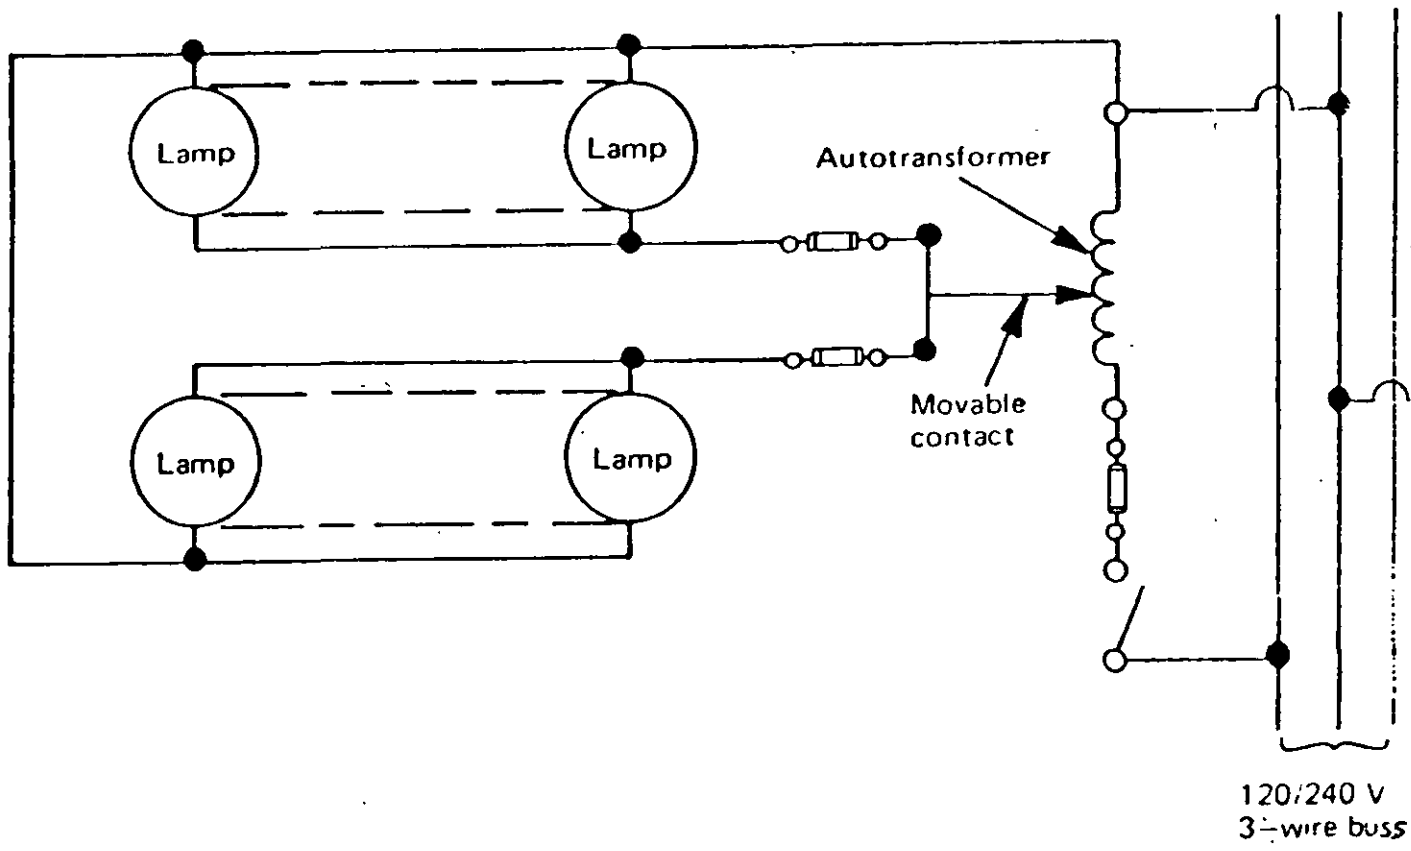 Lamp
Lamp
Autotransformer
Movable
contact
Lamp
Lamp
120/240 V
3-wire buss